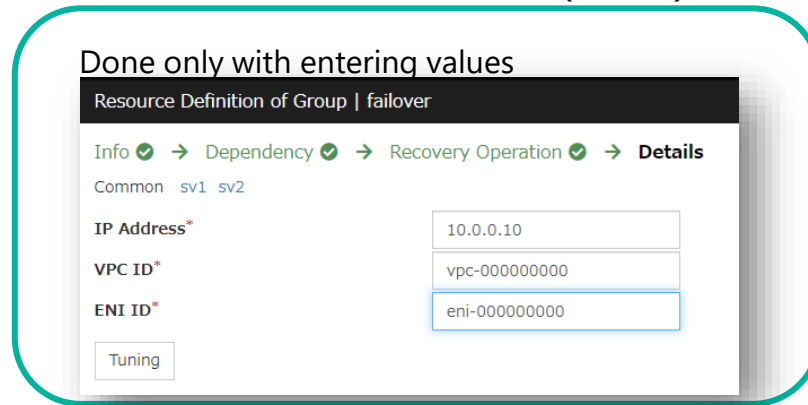 Done only with entering values
Resource Definition of Group | failover
Info → Dependency → Recovery Operation → Details
Common sv1 sv2
IP Address* 10.0.0.10
VPC ID* vpc-000000000
ENI ID* eni-000000000
Tuning